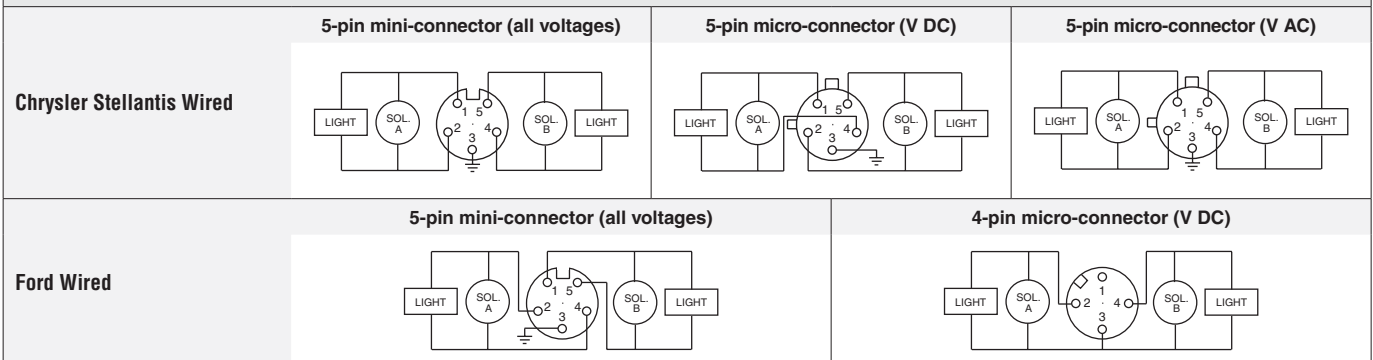 5-pin mini-connector (all voltages) 5-pin micro-connector (V DC) 5-pin micro-connector (V AC)
Chrysler Stellantis Wired
LIGHT SOL. A 1 5 2 4 3 SOL. B LIGHT
LIGHT SOL. A 1 5 2 4 3 SOL. B LIGHT
LIGHT SOL. A 1 5 2 4 3 SOL. B LIGHT
5-pin mini-connector (all voltages) 4-pin micro-connector (V DC)
Ford Wired
LIGHT SOL. A 1 5 2 4 3 SOL. B LIGHT
LIGHT SOL. A 1 2 4 3 SOL. B LIGHT